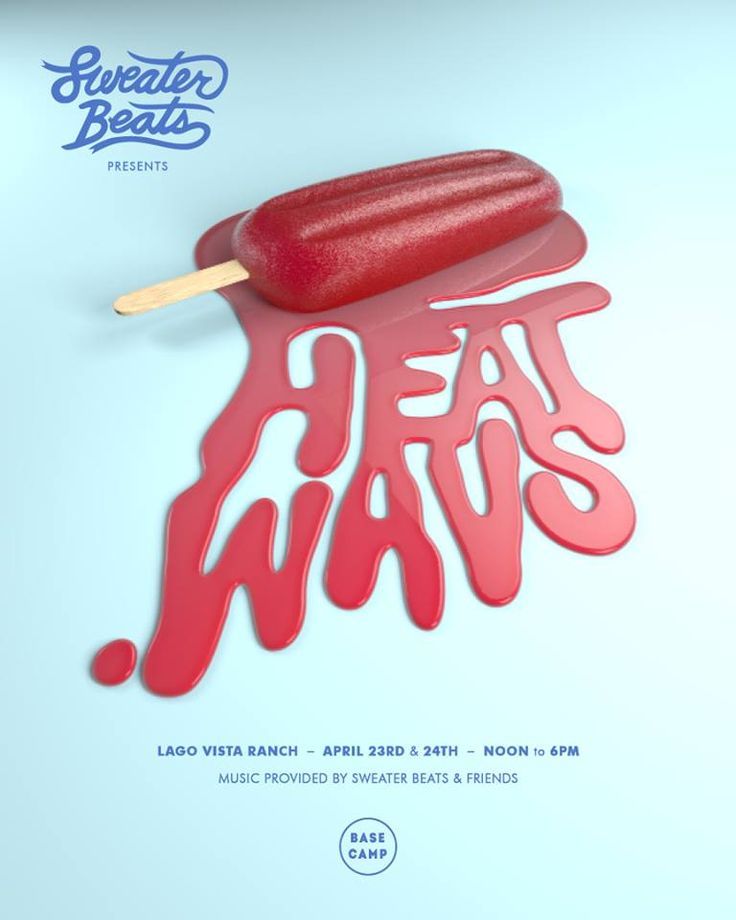 Sweater
Beats
PRESENTS
HEAT
.WAVS
LAGO VISTA RANCH – APRIL 23RD & 24TH – NOON to 6PM
MUSIC PROVIDED BY SWEATER BEATS & FRIENDS
BASE
CAMP